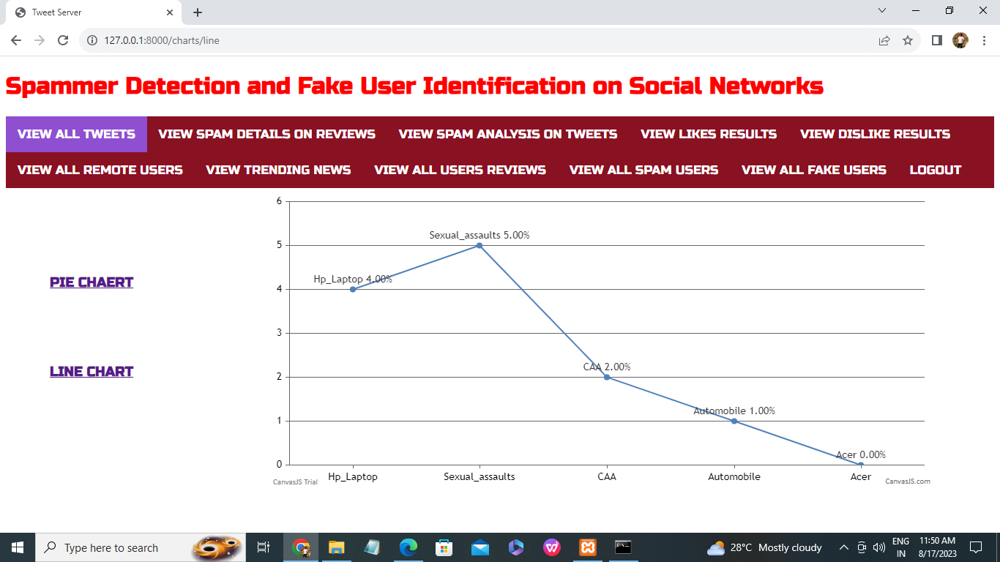 Tweet Server
127.0.0.1:8000/charts/line
Spammer Detection and Fake User Identification on Social Networks
VIEW ALL TWEETS VIEW SPAM DETAILS ON REVIEWS VIEW SPAM ANALYSIS ON TWEETS VIEW LIKES RESULTS VIEW DISLIKE RESULTS
VIEW ALL REMOTE USERS VIEW TRENDING NEWS VIEW ALL USERS REVIEWS VIEW ALL SPAM USERS VIEW ALL FAKE USERS LOGOUT
PIE CHAERT
LINE CHART
6
5
4
3
2
1
0
Sexual_assaults 5.00%
Hp_Laptop 4.00%
CAA 2.00%
Automobile 1.00%
Acer 0.00%
Hp_Laptop Sexual_assaults CAA Automobile Acer
CanvasJS Trial
CanvasJS.com
Type here to search
28°C Mostly cloudy
ENG
IN
11:50 AM
8/17/2023